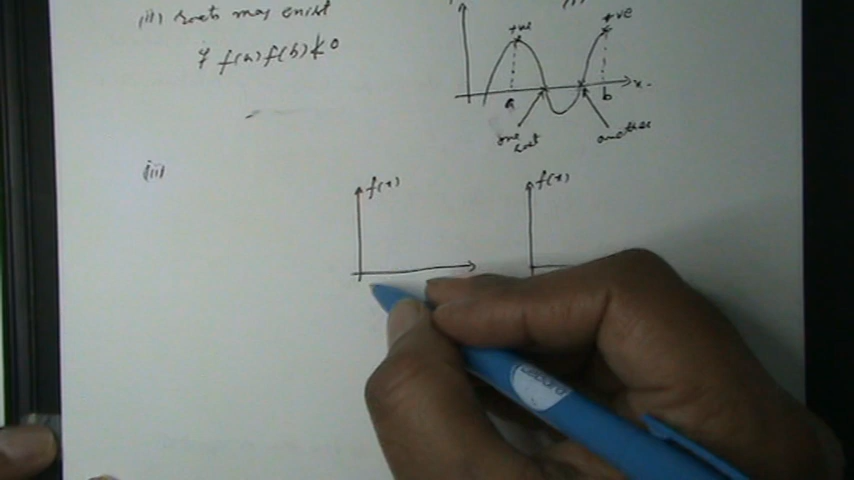 (ii) roots may exist
if f(a) f(b) ≮ 0
+ve
+ve
x
a
b
one root
another
(iii)
f(x)
f(x)